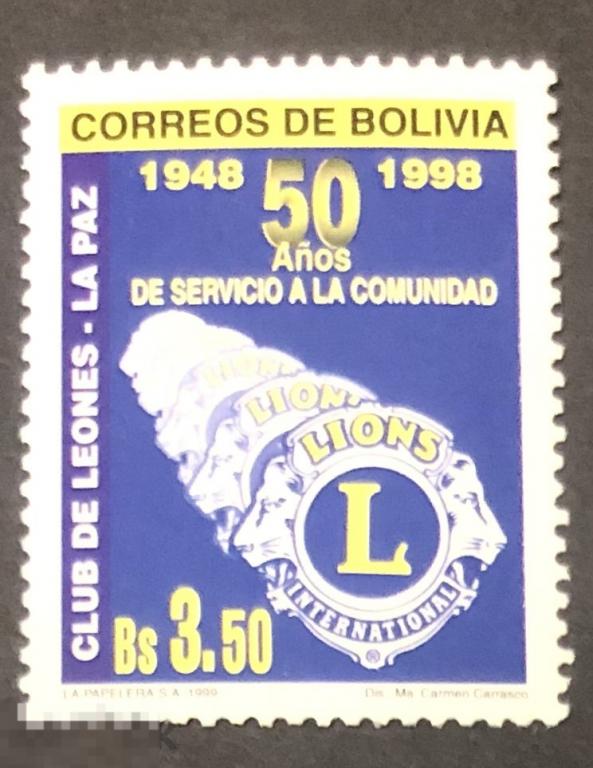 CORREOS DE BOLIVIA
1948 50 1998
Años
DE SERVICIO A LA COMUNIDAD
CLUB DE LEONES - LA PAZ
LIONS
LIONS
LIONS
L
INTERNATIONAL
®
Bs 3.50
LA PAPELERA S.A. 1999
Dis. Ma. Carmen Carrasco